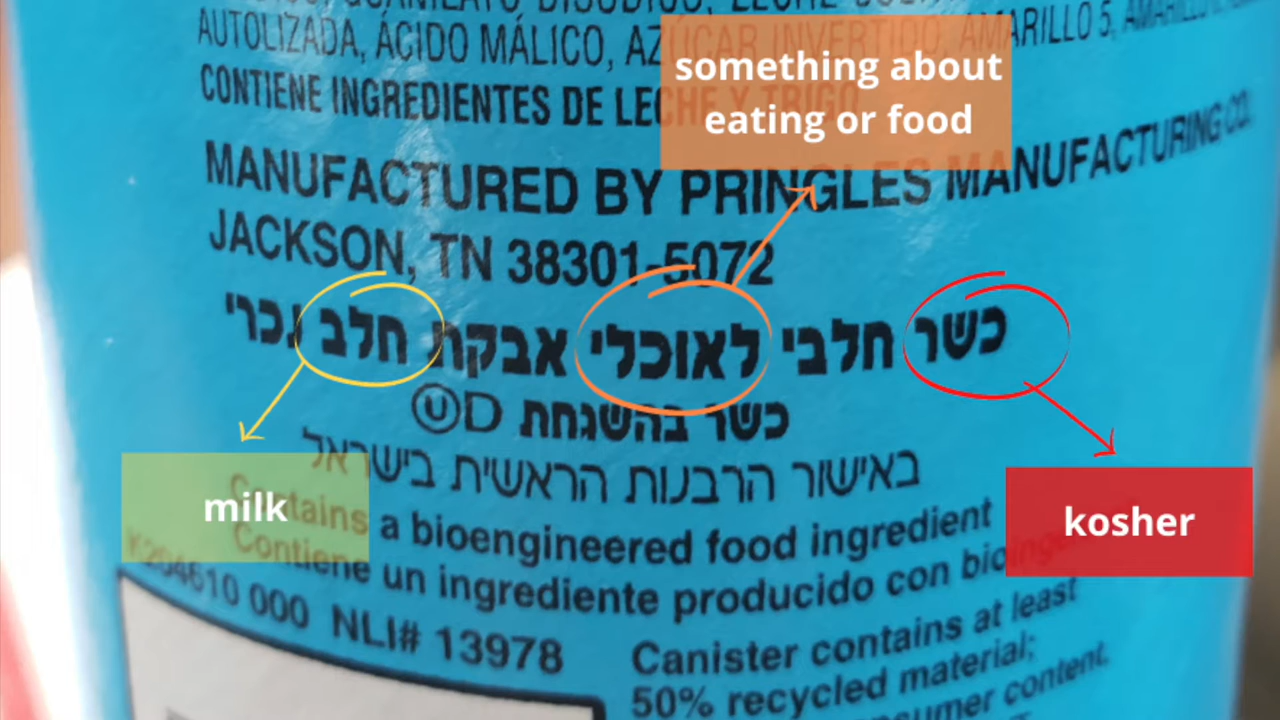 AUTOLIZADA, ÁCIDO MÁLICO, AZÚCAR INVERTIDO, AMARILLO 5,
CONTIENE INGREDIENTES DE LECHE Y TRIGO
something about
eating or food
MANUFACTURED BY PRINGLES MANUFACTURING CO.
JACKSON, TN 38301-5072
כשר חלבי לאוכלי אבקת חלב נכרי
כשר בהשגחת ⓊD
באישור הרבנות הראשית בישראל
milk
kosher
Contains a bioengineered food ingredient
Contiene un ingrediente producido con
000 NLI# 13978
Canister contains at least
50% recycled material;
content.